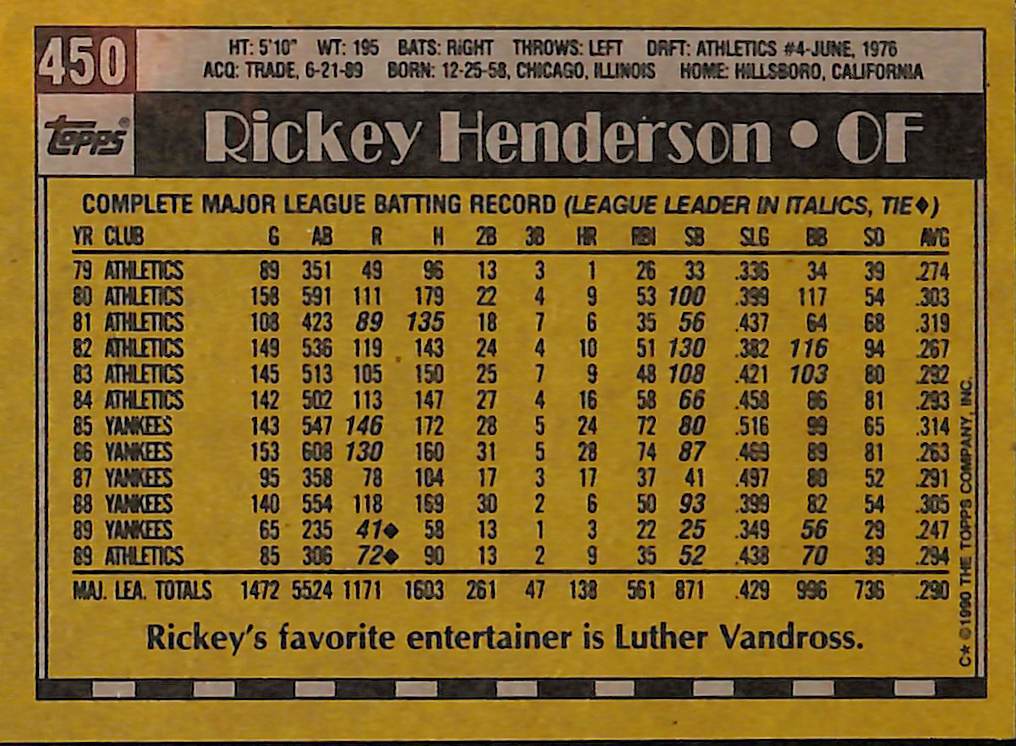 450
HT: 5'10" WT: 195 BATS: RIGHT THROWS: LEFT DRFT: ATHLETICS #4-JUNE, 1976
ACQ: TRADE, 6-21-89 BORN: 12-25-58, CHICAGO, ILLINOIS HOME: HILLSBORO, CALIFORNIA
TOPPS®
Rickey Henderson • OF
COMPLETE MAJOR LEAGUE BATTING RECORD (LEAGUE LEADER IN ITALICS, TIE♦)
YR CLUB G AB R H 2B 3B HR RBI SB SLG BB SO AVG
79 ATHLETICS 89 351 49 96 13 3 1 26 33 .336 34 39 .274
80 ATHLETICS 158 591 111 179 22 4 9 53 100 .399 117 54 .303
81 ATHLETICS 108 423 89 135 18 7 6 35 56 .437 64 68 .319
82 ATHLETICS 149 536 119 143 24 4 10 51 130 .382 116 94 .267
83 ATHLETICS 145 513 105 150 25 7 9 48 108 .421 103 80 .292
84 ATHLETICS 142 502 113 147 27 4 16 58 66 .458 86 81 .293
85 YANKEES 143 547 146 172 28 5 24 72 80 .516 99 65 .314
86 YANKEES 153 608 130 160 31 5 28 74 87 .469 89 81 .263
87 YANKEES 95 358 78 104 17 3 17 37 41 .497 80 52 .291
88 YANKEES 140 554 118 169 30 2 6 50 93 .399 82 54 .305
89 YANKEES 65 235 41♦ 58 13 1 3 22 25 .349 56 29 .247
89 ATHLETICS 85 306 72♦ 90 13 2 9 35 52 .438 70 39 .294
MAJ. LEA. TOTALS 1472 5524 1171 1603 261 47 138 561 871 .429 996 736 .290
Rickey's favorite entertainer is Luther Vandross.
C* ©1990 THE TOPPS COMPANY, INC.